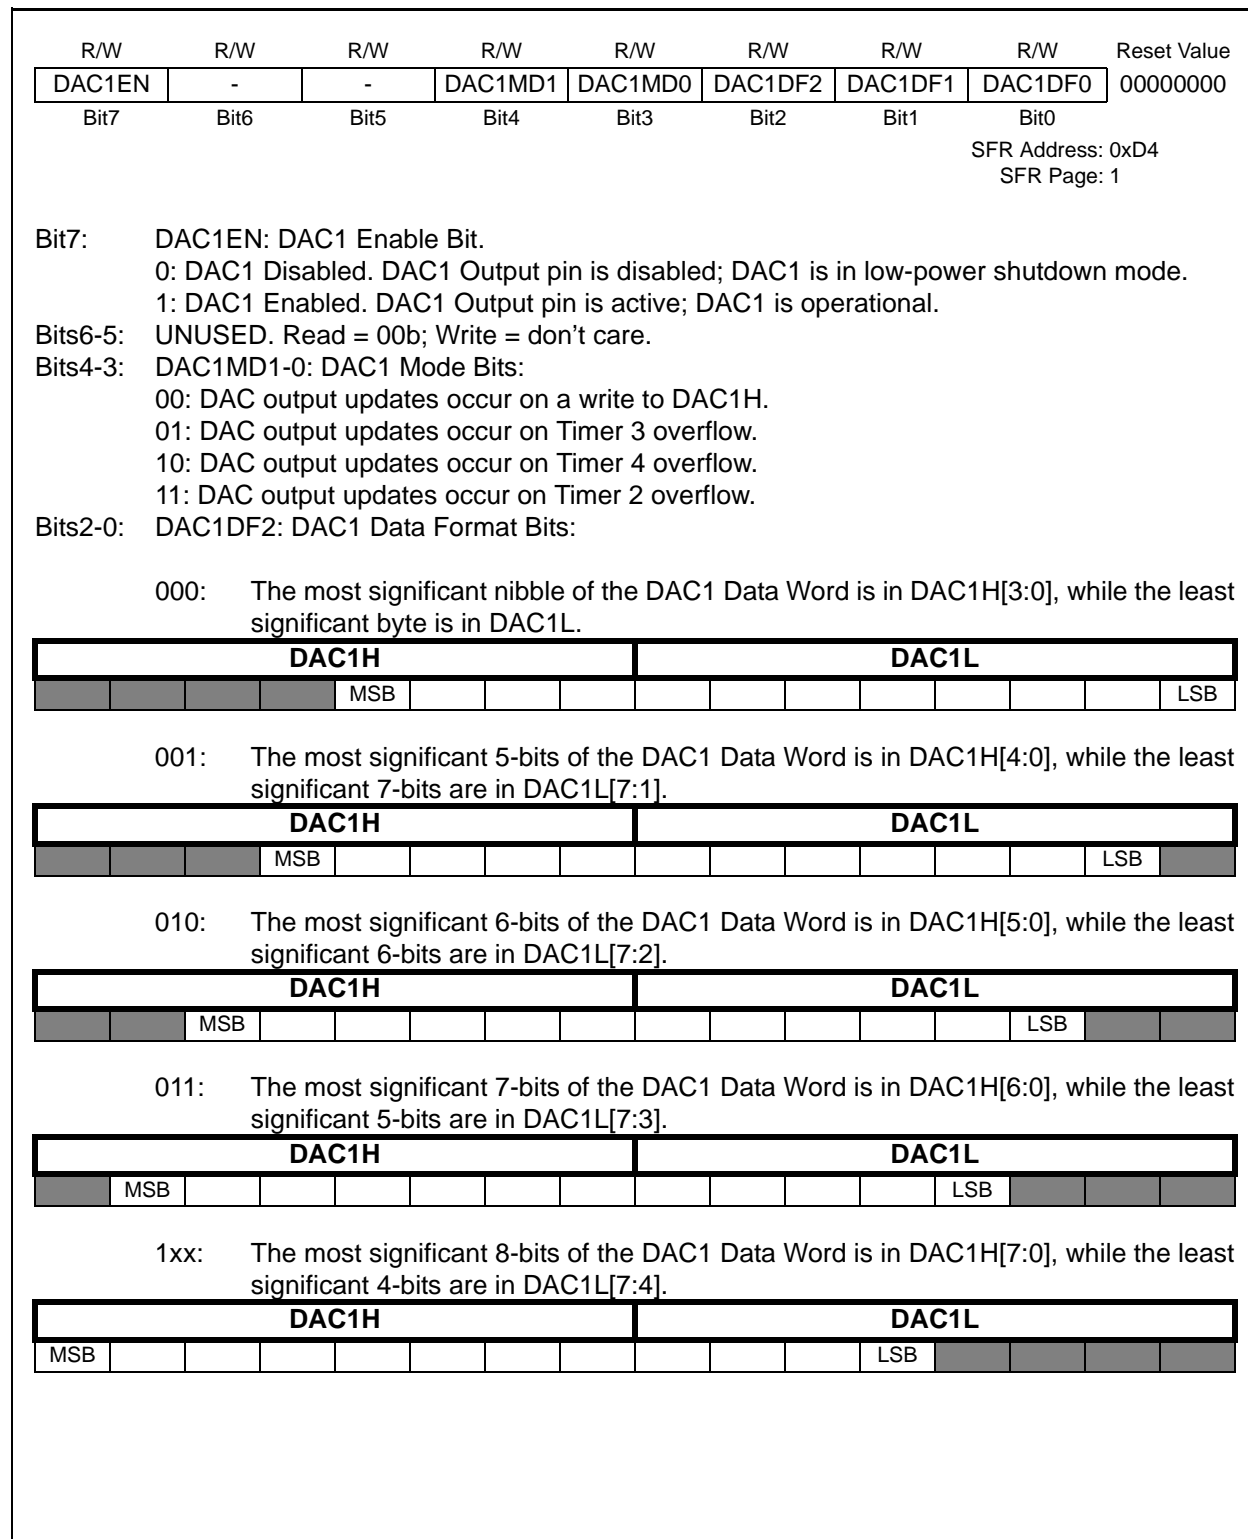 R/W R/W R/W R/W R/W R/W R/W R/W Reset Value
DAC1EN - - DAC1MD1 DAC1MD0 DAC1DF2 DAC1DF1 DAC1DF0 00000000
Bit7 Bit6 Bit5 Bit4 Bit3 Bit2 Bit1 Bit0
SFR Address: 0xD4
SFR Page: 1
Bit7: DAC1EN: DAC1 Enable Bit.
0: DAC1 Disabled. DAC1 Output pin is disabled; DAC1 is in low-power shutdown mode.
1: DAC1 Enabled. DAC1 Output pin is active; DAC1 is operational.
Bits6-5: UNUSED. Read = 00b; Write = don’t care.
Bits4-3: DAC1MD1-0: DAC1 Mode Bits:
00: DAC output updates occur on a write to DAC1H.
01: DAC output updates occur on Timer 3 overflow.
10: DAC output updates occur on Timer 4 overflow.
11: DAC output updates occur on Timer 2 overflow.
Bits2-0: DAC1DF2: DAC1 Data Format Bits:
000: The most significant nibble of the DAC1 Data Word is in DAC1H[3:0], while the least
significant byte is in DAC1L.
DAC1H DAC1L
MSB LSB
001: The most significant 5-bits of the DAC1 Data Word is in DAC1H[4:0], while the least
significant 7-bits are in DAC1L[7:1].
DAC1H DAC1L
MSB LSB
010: The most significant 6-bits of the DAC1 Data Word is in DAC1H[5:0], while the least
significant 6-bits are in DAC1L[7:2].
DAC1H DAC1L
MSB LSB
011: The most significant 7-bits of the DAC1 Data Word is in DAC1H[6:0], while the least
significant 5-bits are in DAC1L[7:3].
DAC1H DAC1L
MSB LSB
1xx: The most significant 8-bits of the DAC1 Data Word is in DAC1H[7:0], while the least
significant 4-bits are in DAC1L[7:4].
DAC1H DAC1L
MSB LSB